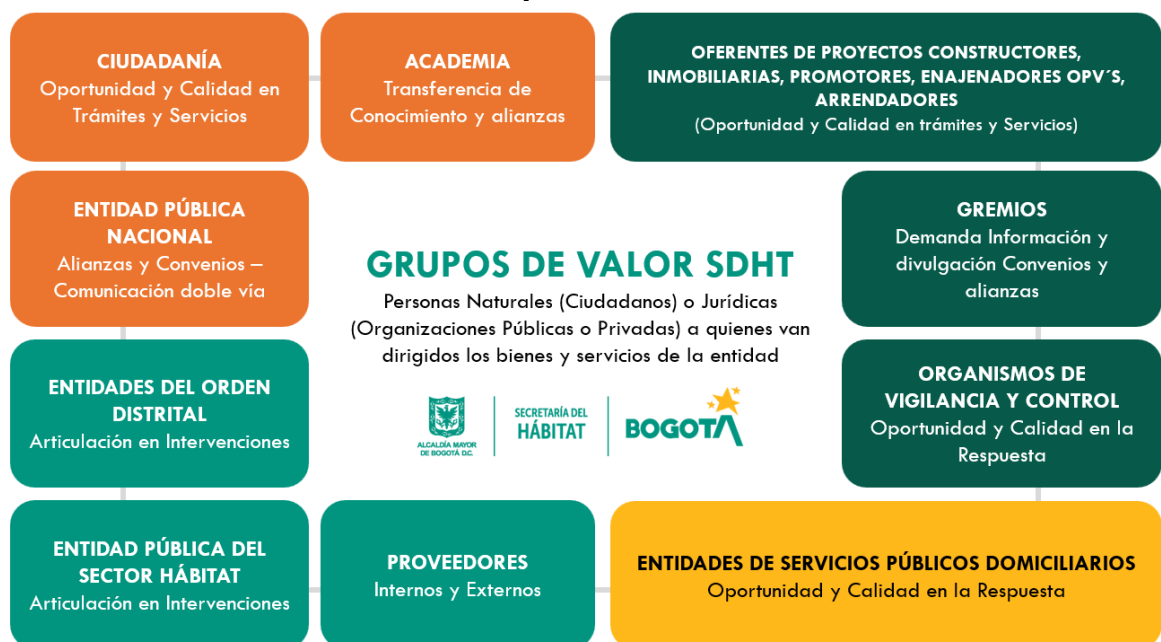 CIUDADANÍA
Oportunidad y Calidad en
Trámites y Servicios
ACADEMIA
Transferencia de
Conocimiento y alianzas
OFERENTES DE PROYECTOS CONSTRUCTORES,
INMOBILIARIAS, PROMOTORES, ENAJENADORES OPV´S,
ARRENDADORES
(Oportunidad y Calidad en trámites y Servicios)
ENTIDAD PÚBLICA
NACIONAL
Alianzas y Convenios –
Comunicación doble vía
GRUPOS DE VALOR SDHT
Personas Naturales (Ciudadanos) o Jurídicas
(Organizaciones Públicas o Privadas) a quienes van
dirigidos los bienes y servicios de la entidad
GREMIOS
Demanda Información y
divulgación Convenios y
alianzas
ENTIDADES DEL ORDEN
DISTRITAL
Articulación en Intervenciones
ALCALDÍA MAYOR
DE BOGOTÁ D.C.
SECRETARÍA DEL
HÁBITAT
BOGOTÁ
ORGANISMOS DE
VIGILANCIA Y CONTROL
Oportunidad y Calidad en la
Respuesta
ENTIDAD PÚBLICA DEL
SECTOR HÁBITAT
Articulación en Intervenciones
PROVEEDORES
Internos y Externos
ENTIDADES DE SERVICIOS PÚBLICOS DOMICILIARIOS
Oportunidad y Calidad en la Respuesta